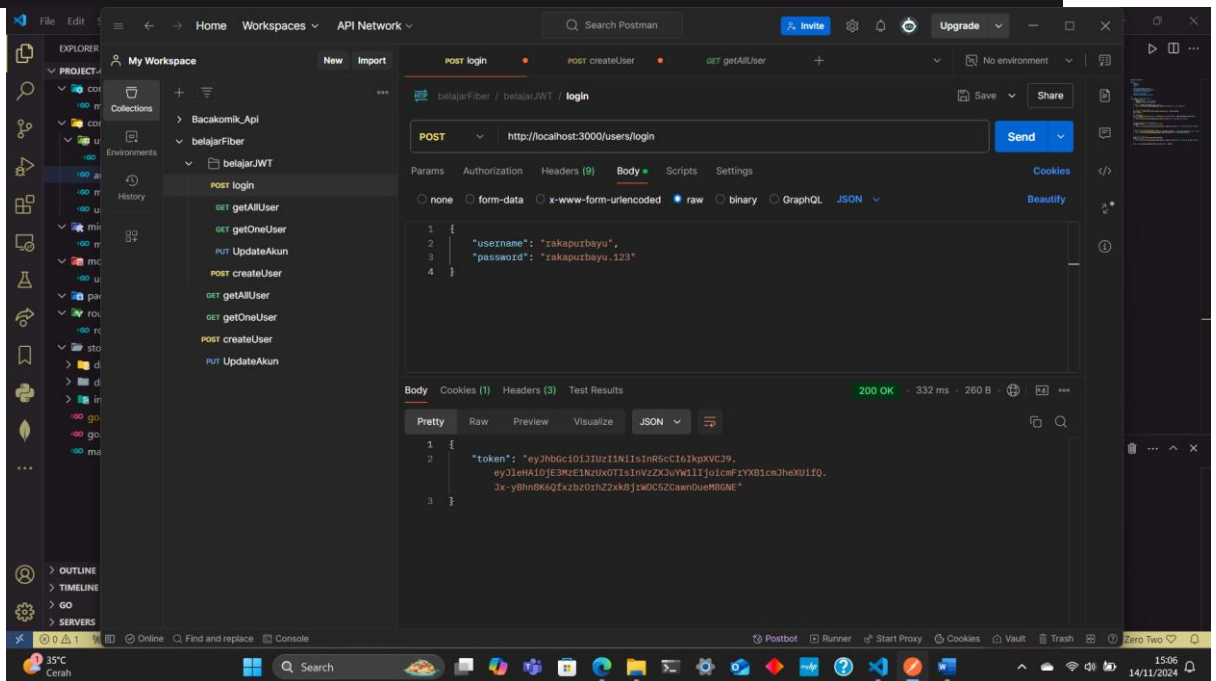 File Edit
Home Workspaces API Network Search Postman Invite Upgrade
EXPLORER
My Workspace New Import POST login POST createUser GET getAllUser No environment
Collections
Environments
History
Bacakomik_Api
belajarFiber
belajarJWT
POST login
GET getAllUser
GET getOneUser
PUT UpdateAkun
POST createUser
GET getAllUser
GET getOneUser
POST createUser
PUT UpdateAkun
belajarFiber / belajarJWT / login Save Share
POST http://localhost:3000/users/login Send
Params Authorization Headers (9) Body Scripts Settings Cookies
none form-data x-www-form-urlencoded raw binary GraphQL JSON Beautify
1 {
2 "username": "rakapurbayu",
3 "password": "rakapurbayu.123"
4 }
Body Cookies (1) Headers (3) Test Results 200 OK 332 ms 260 B
Pretty Raw Preview Visualize JSON
1 {
2 "token": "eyJhbGciOiJIUzI1NiIsInR5cCI6IkpXVCJ9.
eyJleHAiOjE3MzE1NzUxOTIsInVzZXJuYW1lIjoicmFrYXB1cmJheXUifQ.
3 }
OUTLINE
TIMELINE
GO
SERVERS
0 1 Online Find and replace Console Postbot Runner Start Proxy Cookies Vault Trash Zero Two
35°C
Cerah
Search
15:06
14/11/2024